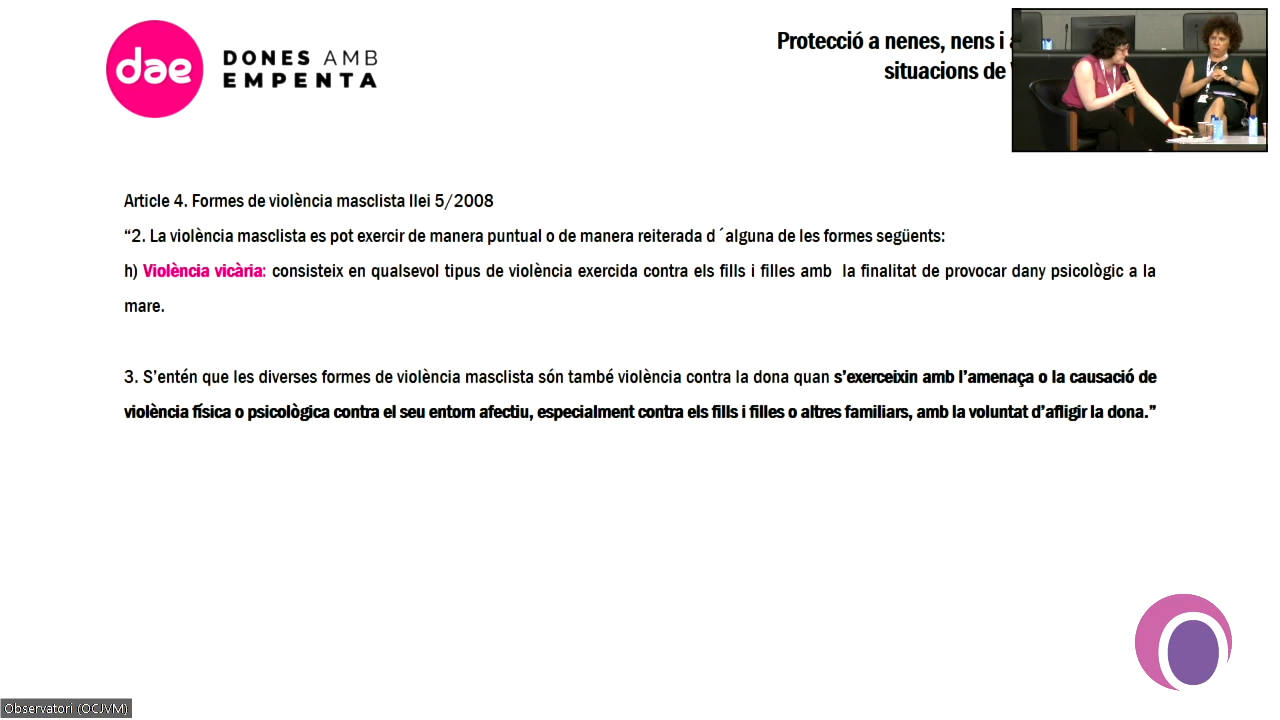 dae
DONES AMB
EMPENTA
Protecció a nenes, nens i
situacions de
Article 4. Formes de violència masclista llei 5/2008
“2. La violència masclista es pot exercir de manera puntual o de manera reiterada d´alguna de les formes següents:
h) Violència vicària: consisteix en qualsevol tipus de violència exercida contra els fills i filles amb la finalitat de provocar dany psicològic a la
mare.
3. S’entén que les diverses formes de violència masclista són també violència contra la dona quan s’exerceixin amb l’amenaça o la causació de
violència física o psicològica contra el seu entorn afectiu, especialment contra els fills i filles o altres familiars, amb la voluntat d’afligir la dona.”
Observatori (OCJVM)